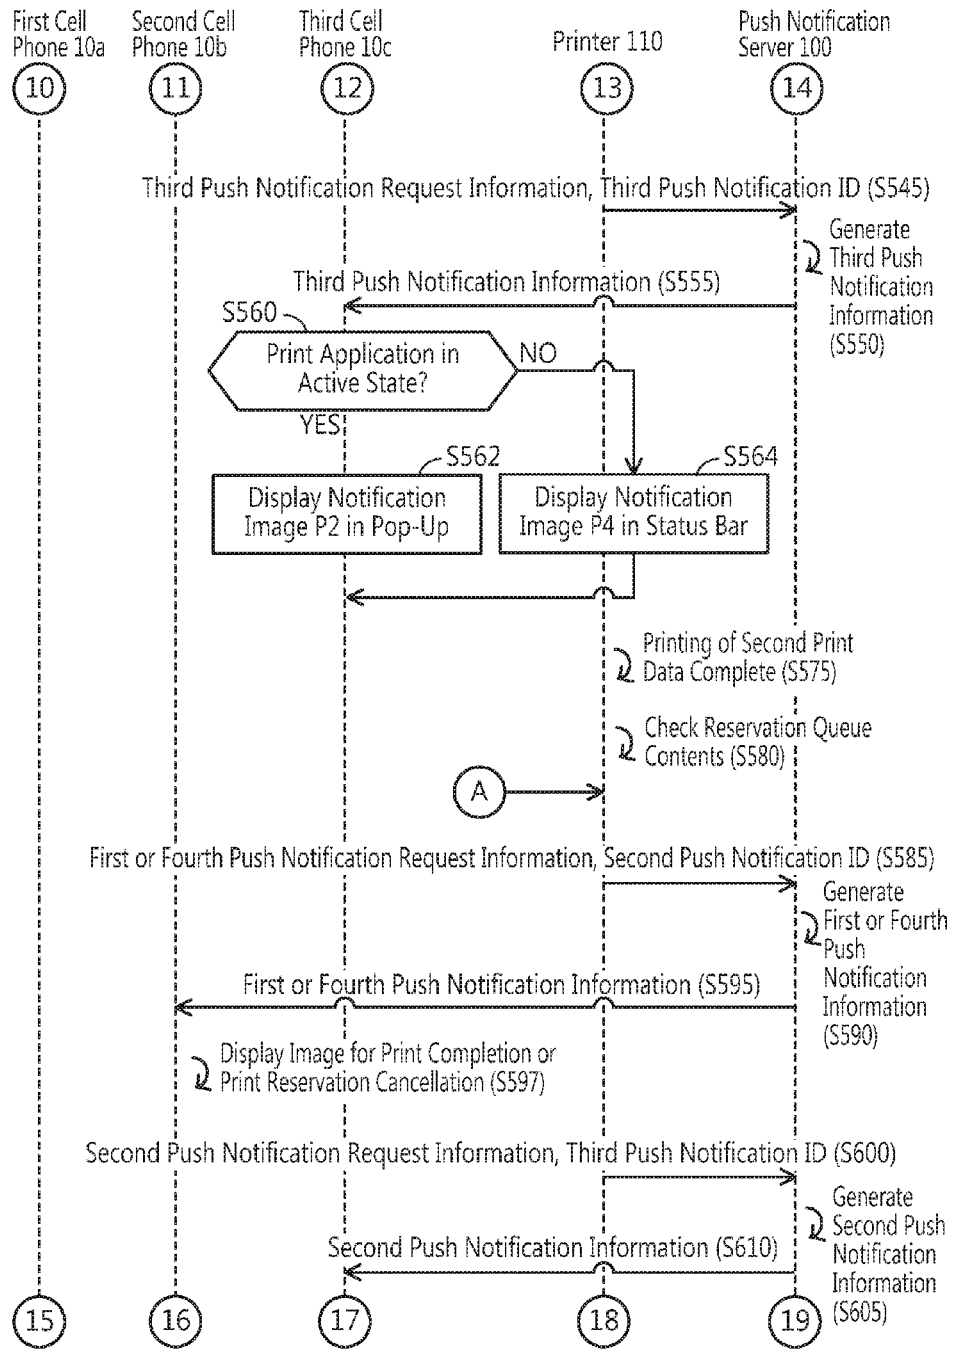 First Cell
Phone 10a
Second Cell
Phone 10b
Third Cell
Phone 10c
Printer 110
Push Notification
Server 100
10
11
12
13
14
Third Push Notification Request Information, Third Push Notification ID (S545)
Generate
Third Push
Notification
Information
(S550)
Third Push Notification Information (S555)
S560
Print Application in
Active State?
NO
YES
S562
Display Notification
Image P2 in Pop-Up
S564
Display Notification
Image P4 in Status Bar
Printing of Second Print
Data Complete (S575)
Check Reservation Queue
Contents (S580)
A
First or Fourth Push Notification Request Information, Second Push Notification ID (S585)
Generate
First or Fourth
Push
Notification
Information
(S590)
First or Fourth Push Notification Information (S595)
Display Image for Print Completion or
Print Reservation Cancellation (S597)
Second Push Notification Request Information, Third Push Notification ID (S600)
Generate
Second Push
Notification
Information
(S605)
Second Push Notification Information (S610)
15
16
17
18
19